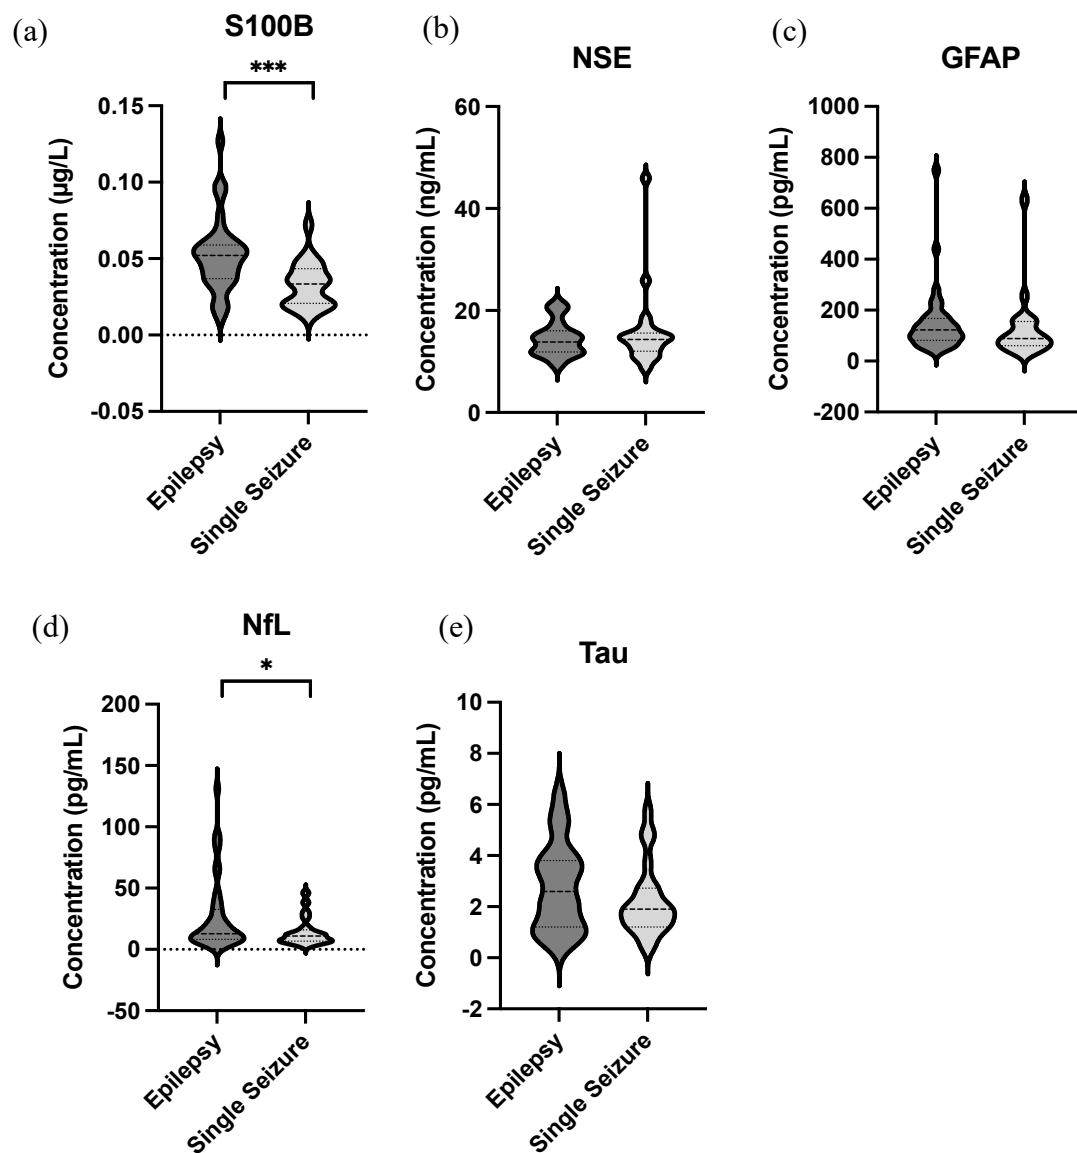 (a)
S100B
***
Concentration (µg/L)
0.15
0.10
0.05
0.00
-0.05
Epilepsy
Single Seizure
(b)
NSE
Concentration (ng/mL)
60
40
20
0
Epilepsy
Single Seizure
(c)
GFAP
Concentration (pg/mL)
1000
800
600
400
200
0
-200
Epilepsy
Single Seizure
(d)
NfL
*
Concentration (pg/mL)
200
150
100
50
0
-50
Epilepsy
Single Seizure
(e)
Tau
Concentration (pg/mL)
10
8
6
4
2
0
-2
Epilepsy
Single Seizure